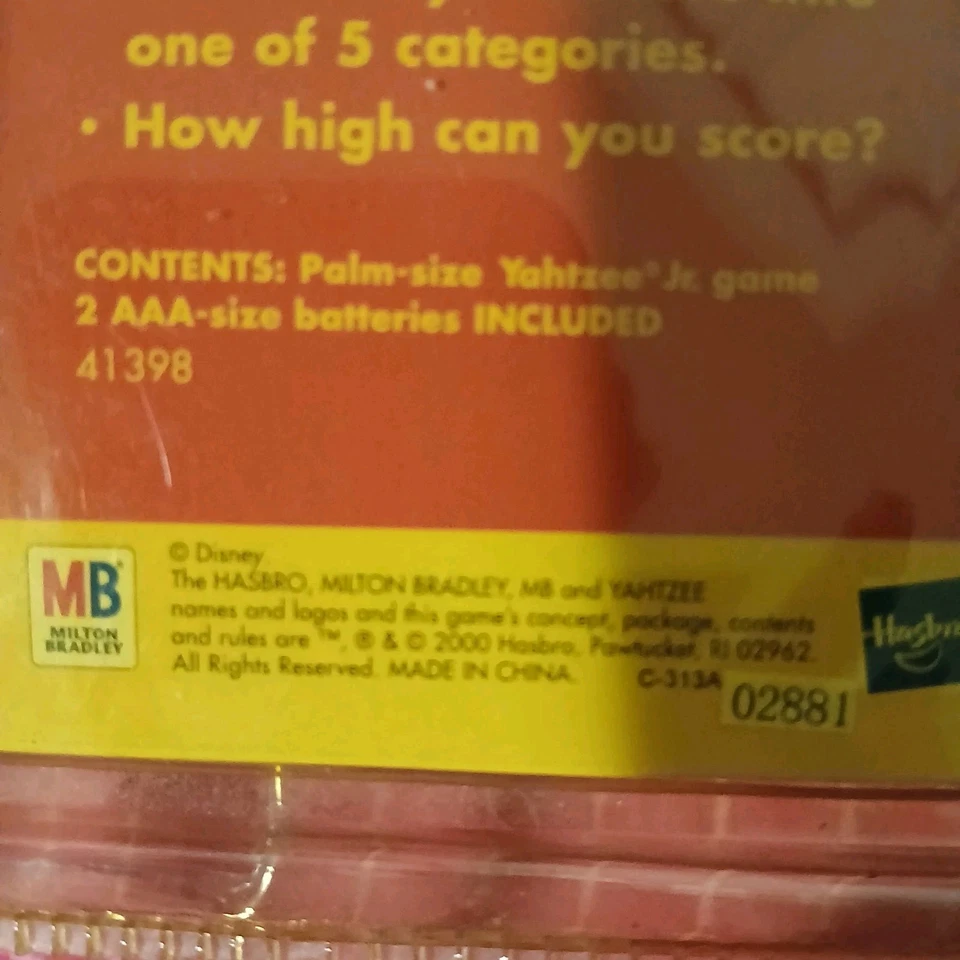 one of 5 categories.
• How high can you score?
CONTENTS: Palm-size Yahtzee® Jr. game
2 AAA-size batteries INCLUDED
41398
MB®
MILTON
BRADLEY
© Disney
The HASBRO, MILTON BRADLEY, MB and YAHTZEE
names and logos and this game's concept, package, contents
and rules are ™, ® & © 2000 Hasbro, Pawtucket, RI 02962.
All Rights Reserved. MADE IN CHINA.
C-313A
02881
Hasbro